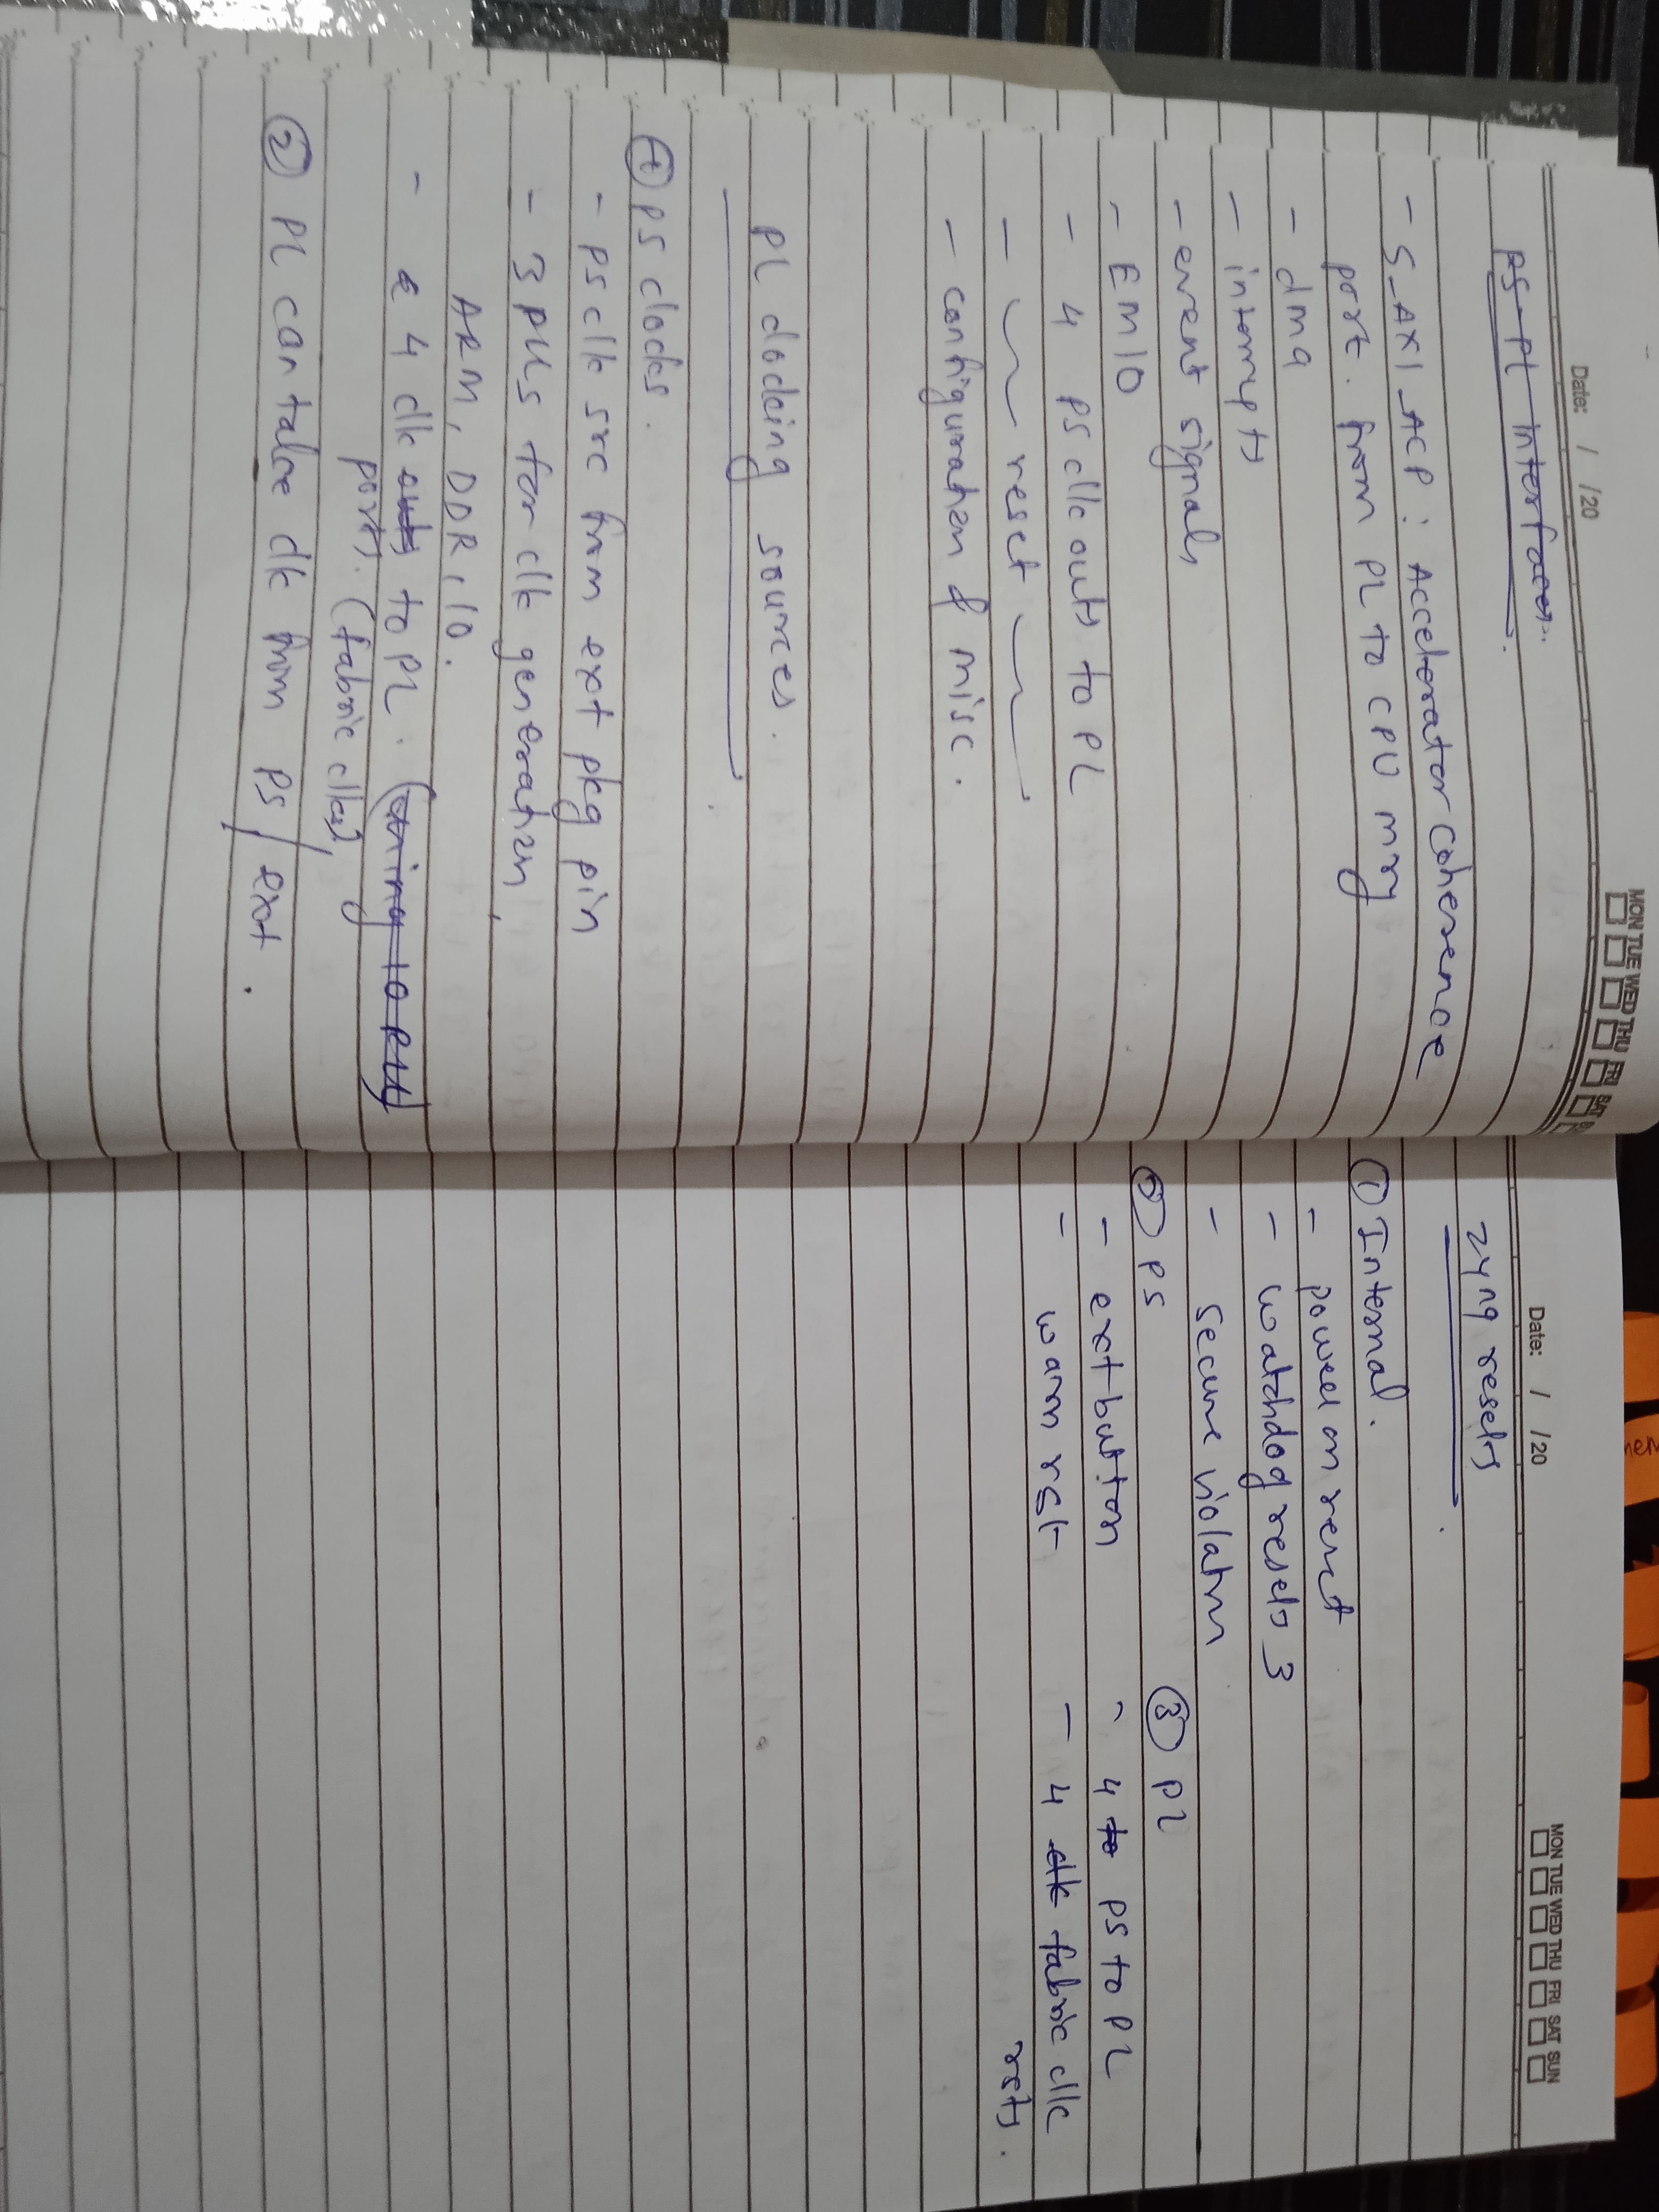 Date: / /20
MON TUE WED THU FRI SAT
PS-PL interfaces.
- S_AXI_ACP : Accelerator coherence
port. from PL to CPU mry
- dma
- interrupts
- event signals
- EMIO
- 4 PS clk outs to PL
- 〃 reset 〃
- configuration & misc.
PL clocking sources.
① PS clocks.
- PS clk src from ext pkg pin
- 3 PLLs for clk generation,
ARM, DDR, IO.
- 4 clk outs to PL.
ports. (fabric clks),
② PL can take clk from PS / ext.
Date: / /20
MON TUE WED THU FRI SAT SUN
zynq resets
① Internal.
- power on reset
- watchdog resets 3
- secure violatn
② PS
- ext button
- warm rst
③ PL
- 4 to PS to PL
- 4 clk fabric clk
rsts.
mem